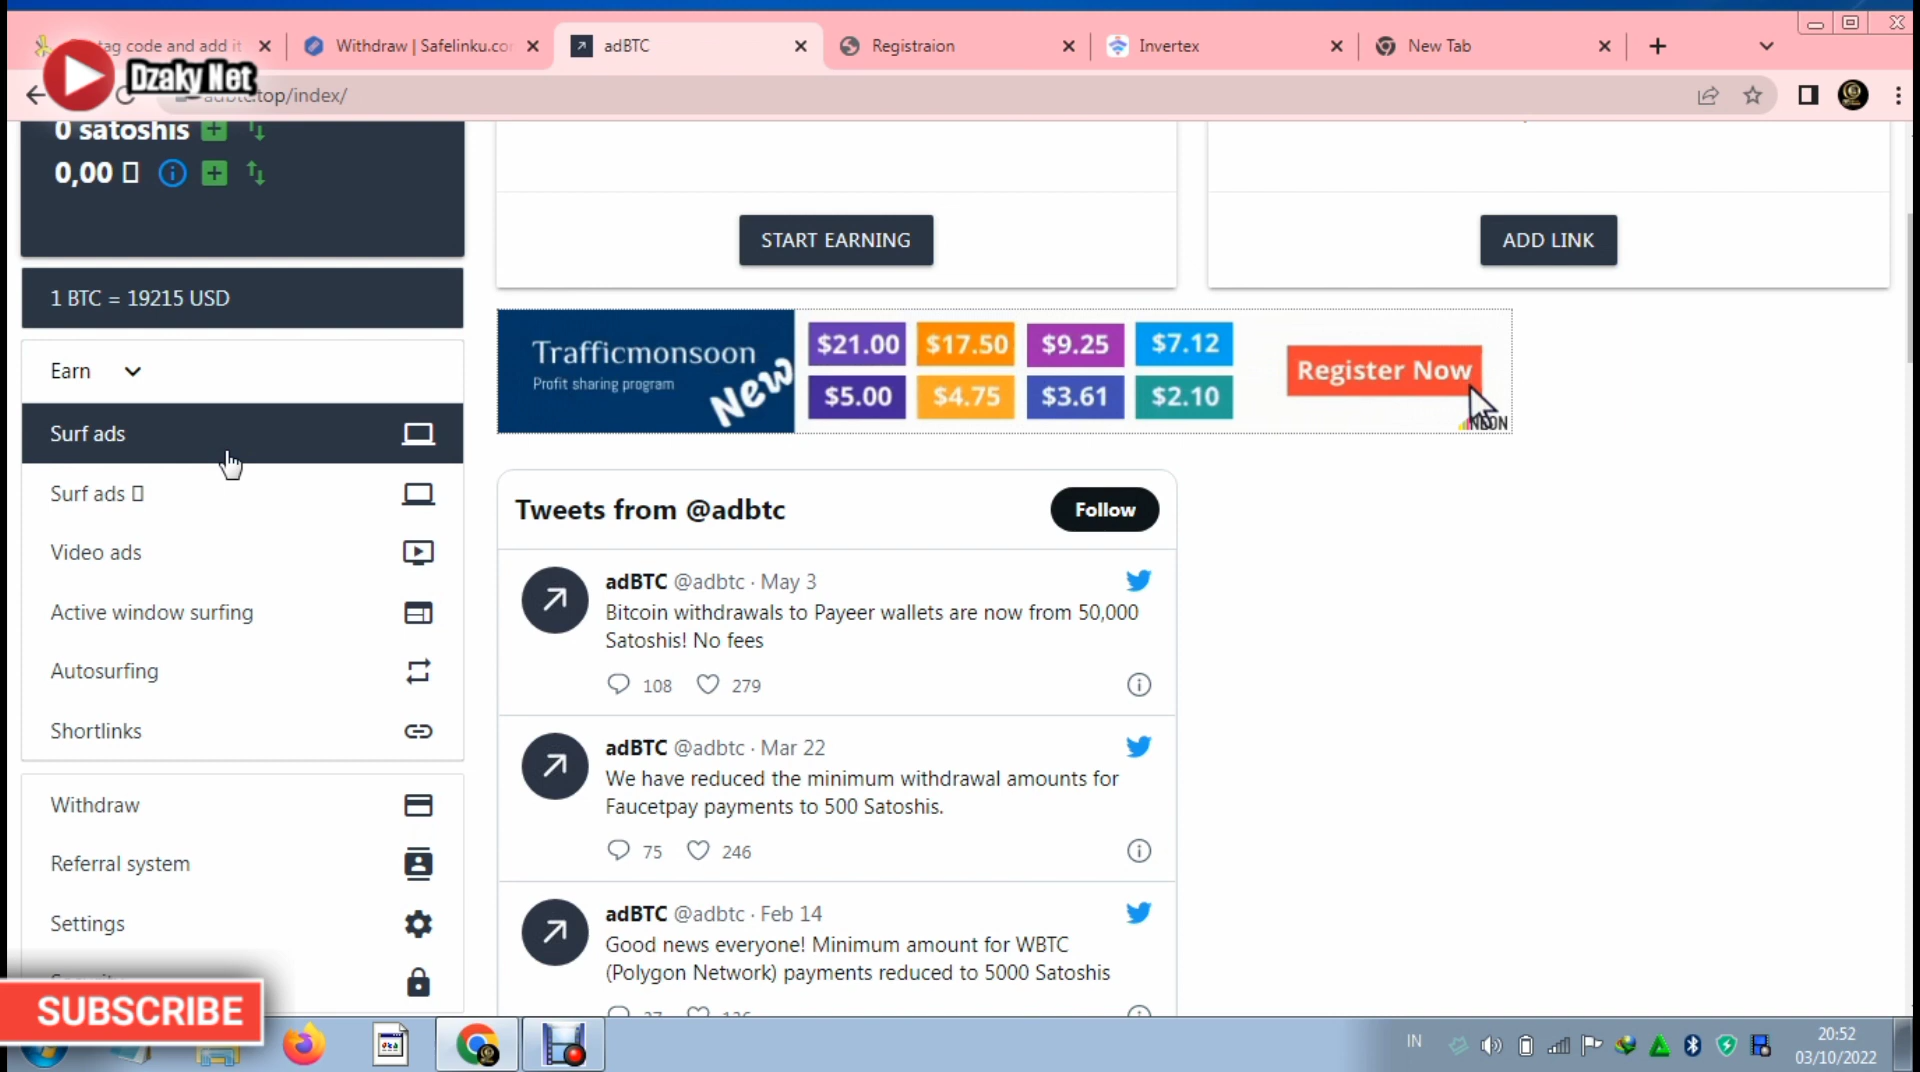 tag code and add it
Withdraw | Safelinku.co
adBTC
Registraion
Invertex
New Tab
Dzaky Net
adbtc.top/index/
0 satoshis
0,00
START EARNING
ADD LINK
1 BTC = 19215 USD
Trafficmonsoon
Profit sharing program
New
$21.00 $17.50 $9.25 $7.12
$5.00 $4.75 $3.61 $2.10
Register Now
Earn
Surf ads
Surf ads
Video ads
Active window surfing
Autosurfing
Shortlinks
Withdraw
Referral system
Settings
Tweets from @adbtc
Follow
adBTC @adbtc · May 3
Bitcoin withdrawals to Payeer wallets are now from 50,000
Satoshis! No fees
108 279
adBTC @adbtc · Mar 22
We have reduced the minimum withdrawal amounts for
Faucetpay payments to 500 Satoshis.
75 246
adBTC @adbtc · Feb 14
Good news everyone! Minimum amount for WBTC
(Polygon Network) payments reduced to 5000 Satoshis
SUBSCRIBE
IN
20:52
03/10/2022